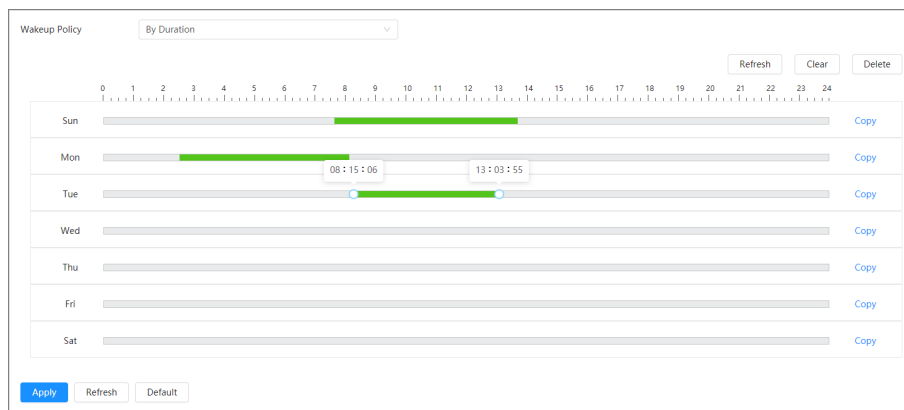 Wakeup Policy By Duration
Refresh Clear Delete
0 1 2 3 4 5 6 7 8 9 10 11 12 13 14 15 16 17 18 19 20 21 22 23 24
Sun Copy
Mon Copy
08:15:06 13:03:55
Tue Copy
Wed Copy
Thu Copy
Fri Copy
Sat Copy
Apply Refresh Default